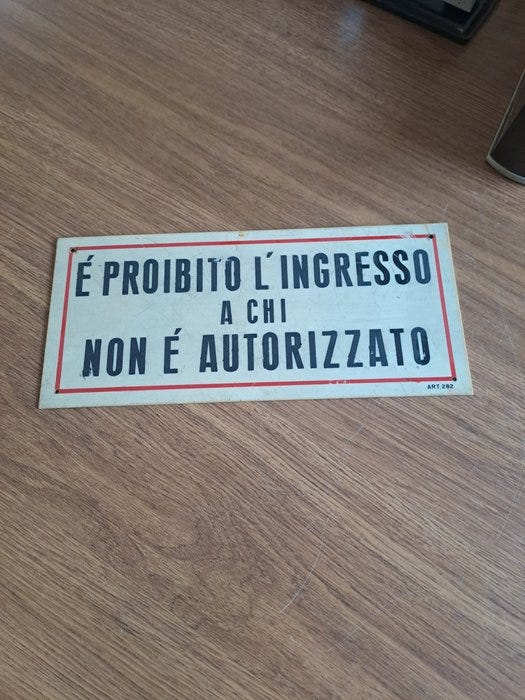 É PROIBITO L'INGRESSO
A CHI
NON É AUTORIZZATO
ART.282